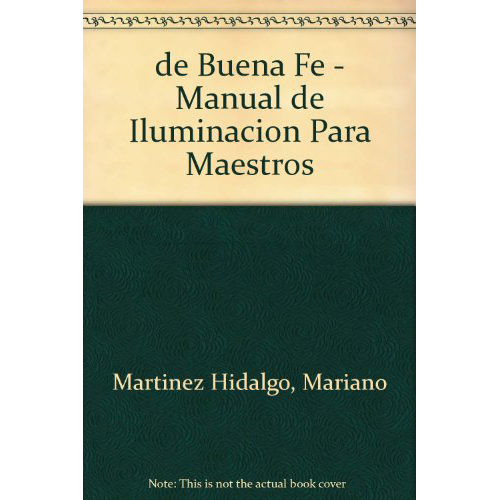 de Buena Fe -
Manual de
Iluminacion Para
Maestros
Martinez Hidalgo, Mariano
Note: This is not the actual book cover